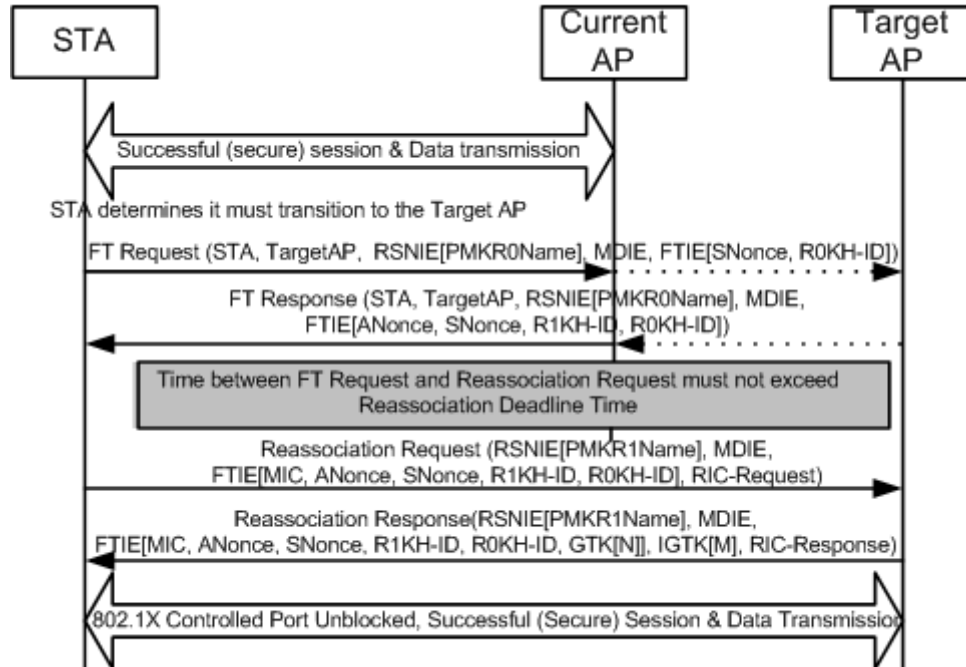 STA
Current
AP
Target
AP
Successful (secure) session & Data transmission
STA determines it must transition to the Target AP
FT Request (STA, TargetAP, RSNIE[PMKR0Name], MDIE, FTIE[SNonce, R0KH-ID])
FT Response (STA, TargetAP, RSNIE[PMKR0Name], MDIE,
FTIE[ANonce, SNonce, R1KH-ID, R0KH-ID])
Time between FT Request and Reassociation Request must not exceed
Reassociation Deadline Time
Reassociation Request (RSNIE[PMKR1Name], MDIE,
FTIE[MIC, ANonce, SNonce, R1KH-ID, R0KH-ID], RIC-Request)
Reassociation Response(RSNIE[PMKR1Name], MDIE,
FTIE[MIC, ANonce, SNonce, R1KH-ID, R0KH-ID, GTK[N]], IGTK[M], RIC-Response)
802.1X Controlled Port Unblocked, Successful (Secure) Session & Data Transmission